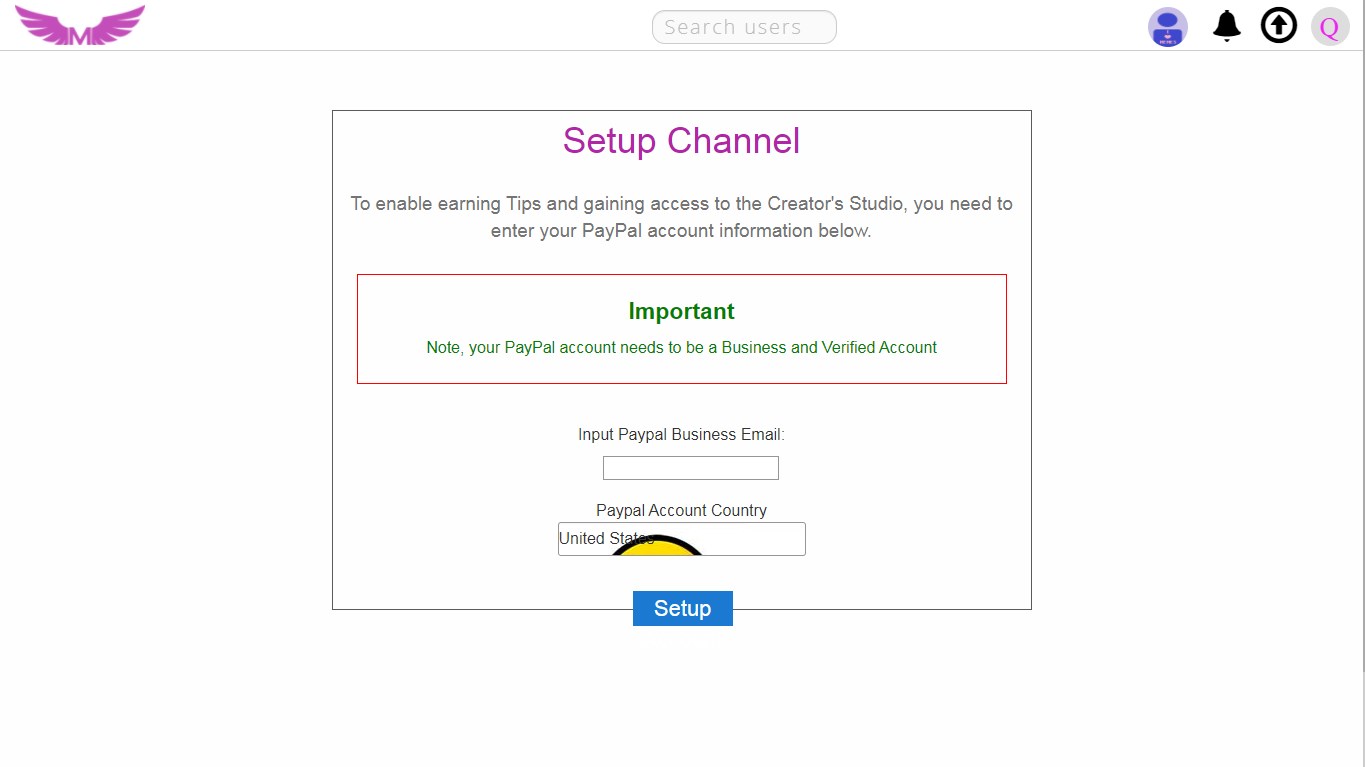 M
Search users
Q
Setup Channel
To enable earning Tips and gaining access to the Creator's Studio, you need to
enter your PayPal account information below.
Important
Note, your PayPal account needs to be a Business and Verified Account
Input Paypal Business Email:
Paypal Account Country
United States
Setup